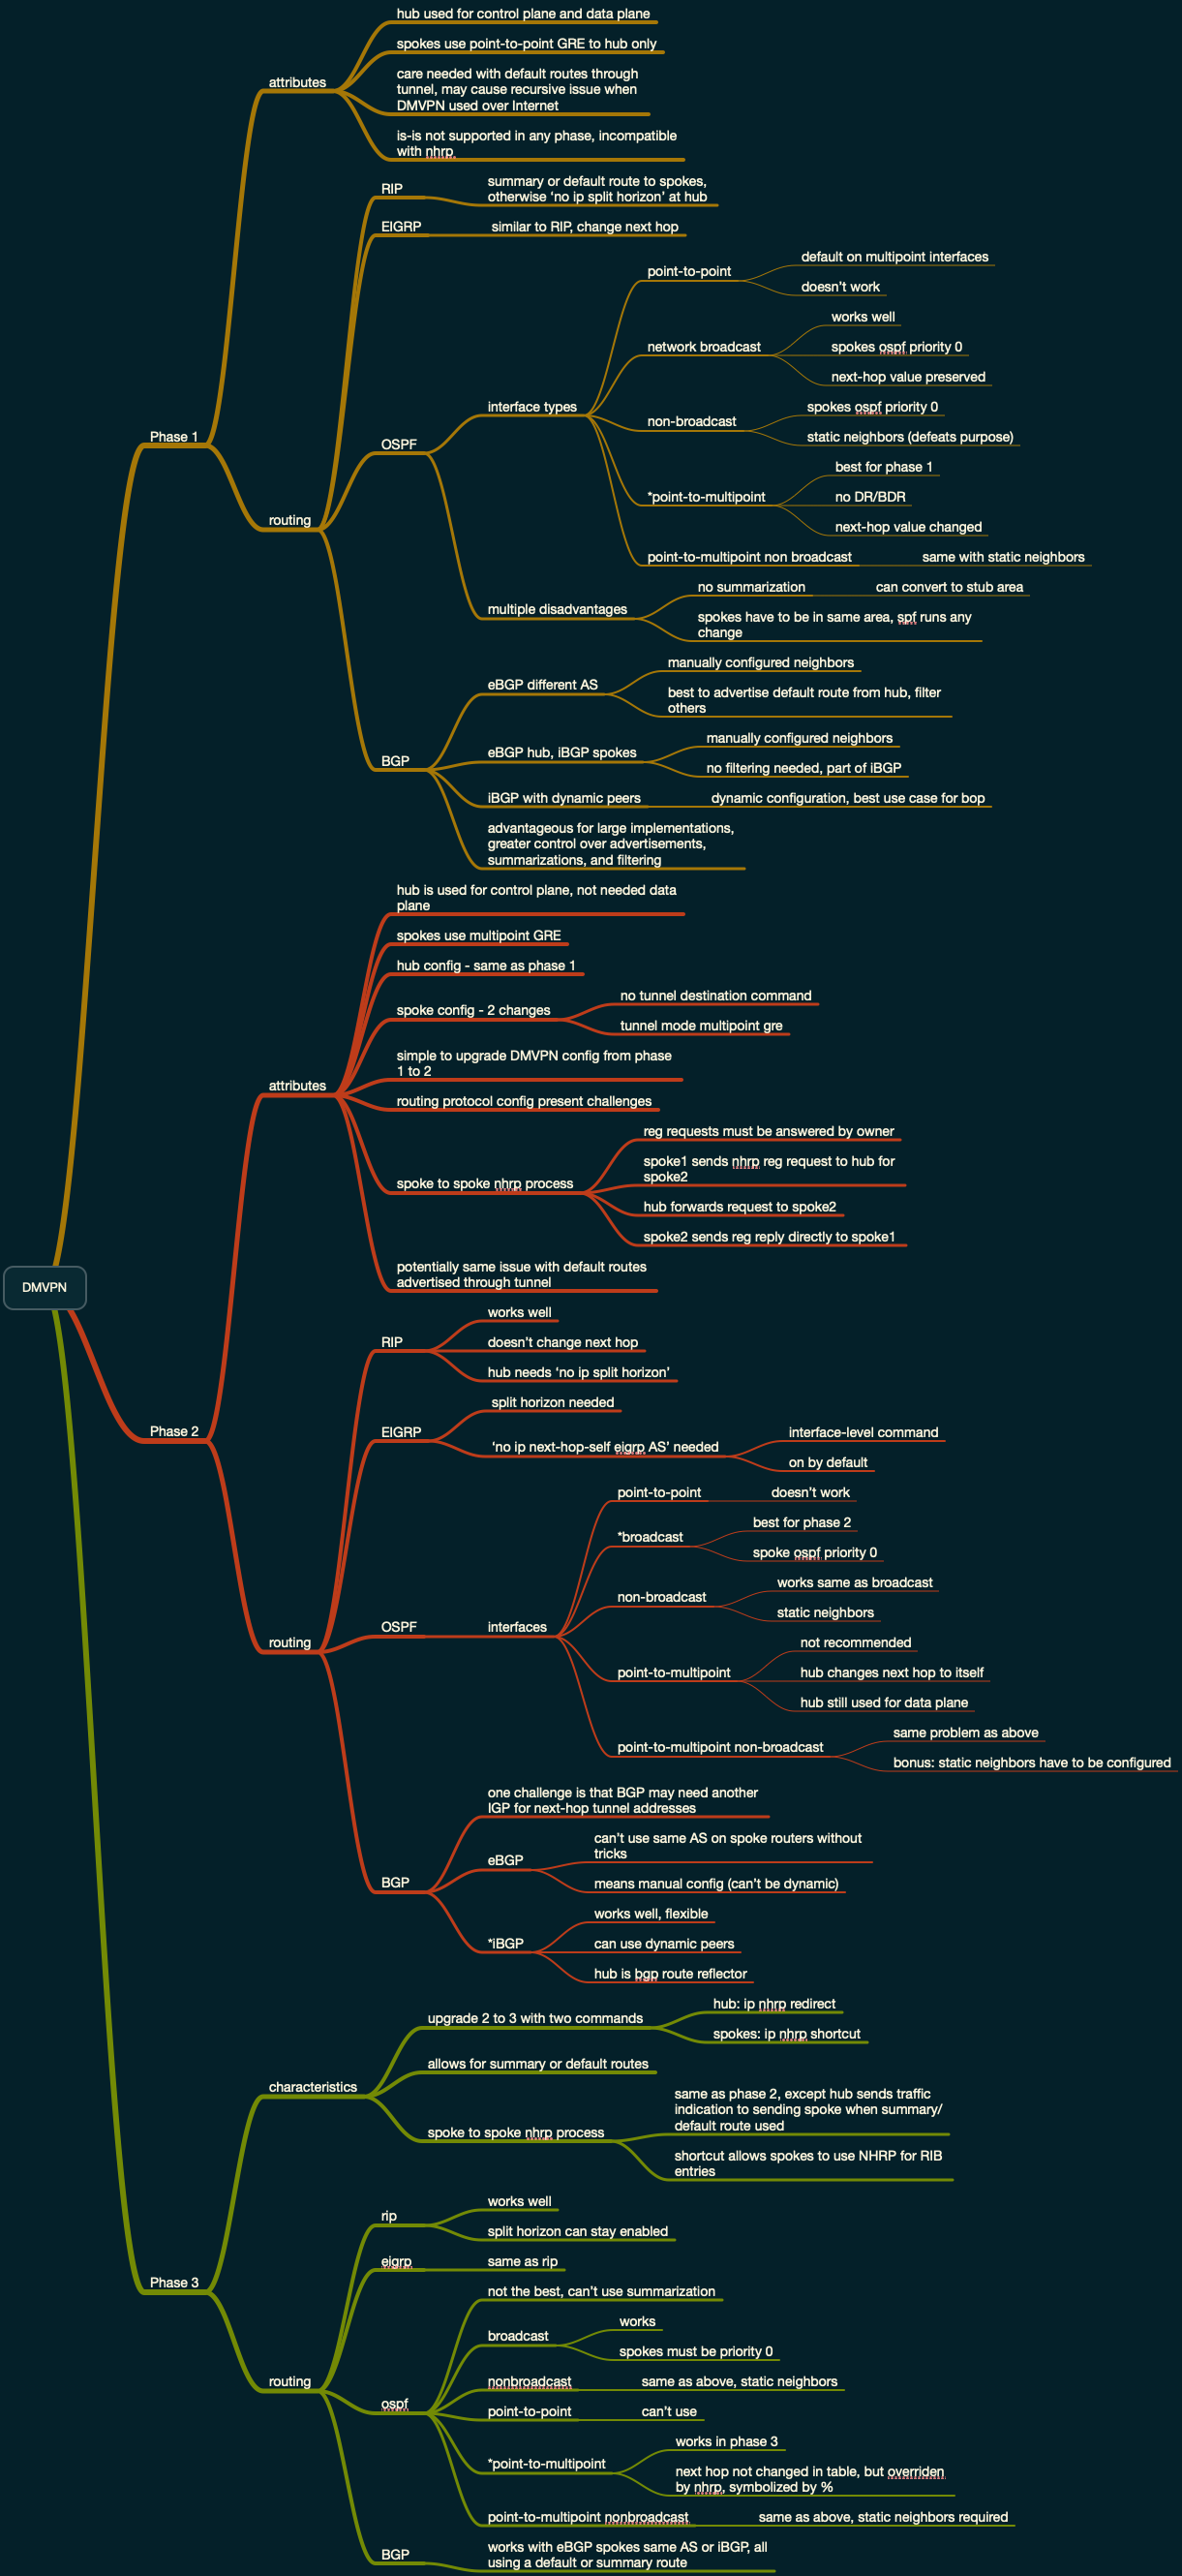 hub used for control plane and data plane
spokes use point-to-point GRE to hub only
attributes
care needed with default routes through
tunnel, may cause recursive issue when
DMVPN used over Internet
is-is not supported in any phase, incompatible
with nhrp
RIP
summary or default route to spokes,
otherwise ‘no ip split horizon’ at hub
EIGRP
similar to RIP, change next hop
point-to-point
default on multipoint interfaces
doesn’t work
network broadcast
works well
spokes ospf priority 0
next-hop value preserved
interface types
non-broadcast
spokes ospf priority 0
static neighbors (defeats purpose)
Phase 1
OSPF
*point-to-multipoint
best for phase 1
no DR/BDR
next-hop value changed
routing
point-to-multipoint non broadcast
same with static neighbors
multiple disadvantages
no summarization
can convert to stub area
spokes have to be in same area, spf runs any
change
eBGP different AS
manually configured neighbors
best to advertise default route from hub, filter
others
BGP
eBGP hub, iBGP spokes
manually configured neighbors
no filtering needed, part of iBGP
iBGP with dynamic peers
dynamic configuration, best use case for bop
advantageous for large implementations,
greater control over advertisements,
summarizations, and filtering
hub is used for control plane, not needed data
plane
spokes use multipoint GRE
hub config - same as phase 1
spoke config - 2 changes
no tunnel destination command
tunnel mode multipoint gre
simple to upgrade DMVPN config from phase
1 to 2
attributes
routing protocol config present challenges
spoke to spoke nhrp process
reg requests must be answered by owner
spoke1 sends nhrp reg request to hub for
spoke2
hub forwards request to spoke2
spoke2 sends reg reply directly to spoke1
potentially same issue with default routes
advertised through tunnel
DMVPN
RIP
works well
doesn’t change next hop
hub needs ‘no ip split horizon’
Phase 2
EIGRP
split horizon needed
‘no ip next-hop-self eigrp AS’ needed
interface-level command
on by default
point-to-point
doesn’t work
*broadcast
best for phase 2
spoke ospf priority 0
non-broadcast
works same as broadcast
static neighbors
routing
OSPF
interfaces
point-to-multipoint
not recommended
hub changes next hop to itself
hub still used for data plane
point-to-multipoint non-broadcast
same problem as above
bonus: static neighbors have to be configured
one challenge is that BGP may need another
IGP for next-hop tunnel addresses
BGP
eBGP
can’t use same AS on spoke routers without
tricks
means manual config (can’t be dynamic)
*iBGP
works well, flexible
can use dynamic peers
hub is bgp route reflector
upgrade 2 to 3 with two commands
hub: ip nhrp redirect
spokes: ip nhrp shortcut
allows for summary or default routes
characteristics
spoke to spoke nhrp process
same as phase 2, except hub sends traffic
indication to sending spoke when summary/
default route used
shortcut allows spokes to use NHRP for RIB
entries
rip
works well
split horizon can stay enabled
eigrp
same as rip
Phase 3
not the best, can’t use summarization
broadcast
works
spokes must be priority 0
routing
nonbroadcast
same as above, static neighbors
ospf
point-to-point
can’t use
*point-to-multipoint
works in phase 3
next hop not changed in table, but overriden
by nhrp, symbolized by %
point-to-multipoint nonbroadcast
same as above, static neighbors required
BGP
works with eBGP spokes same AS or iBGP, all
using a default or summary route